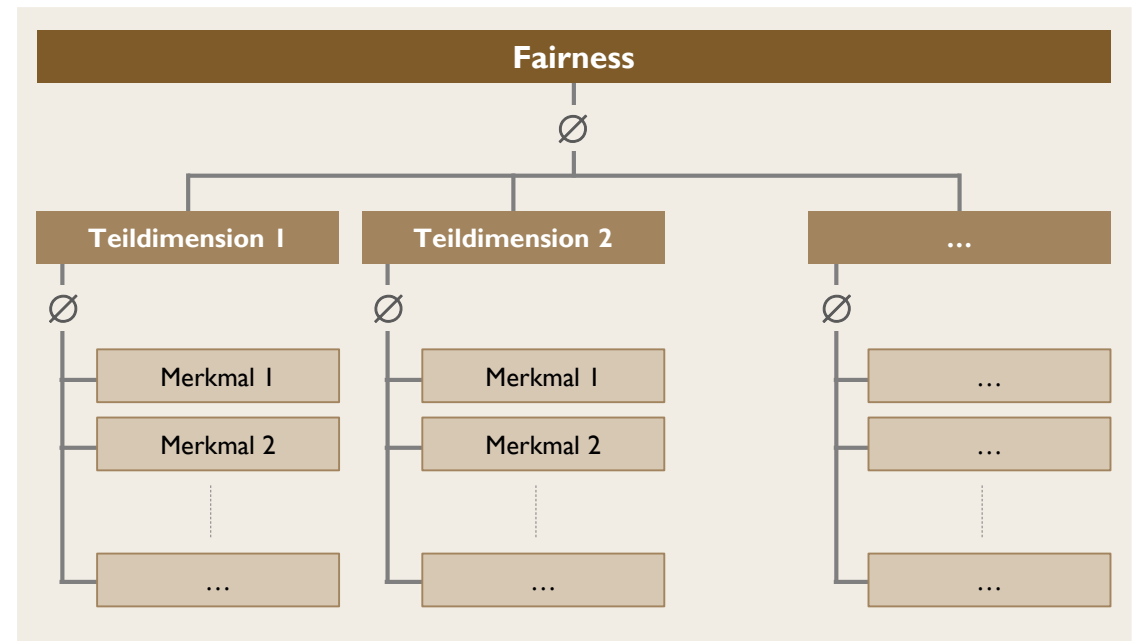 Fairness
Ø
Teildimension 1
Teildimension 2
...
Ø
Ø
Ø
Merkmal 1
Merkmal 1
...
Merkmal 2
Merkmal 2
...
...
...
...